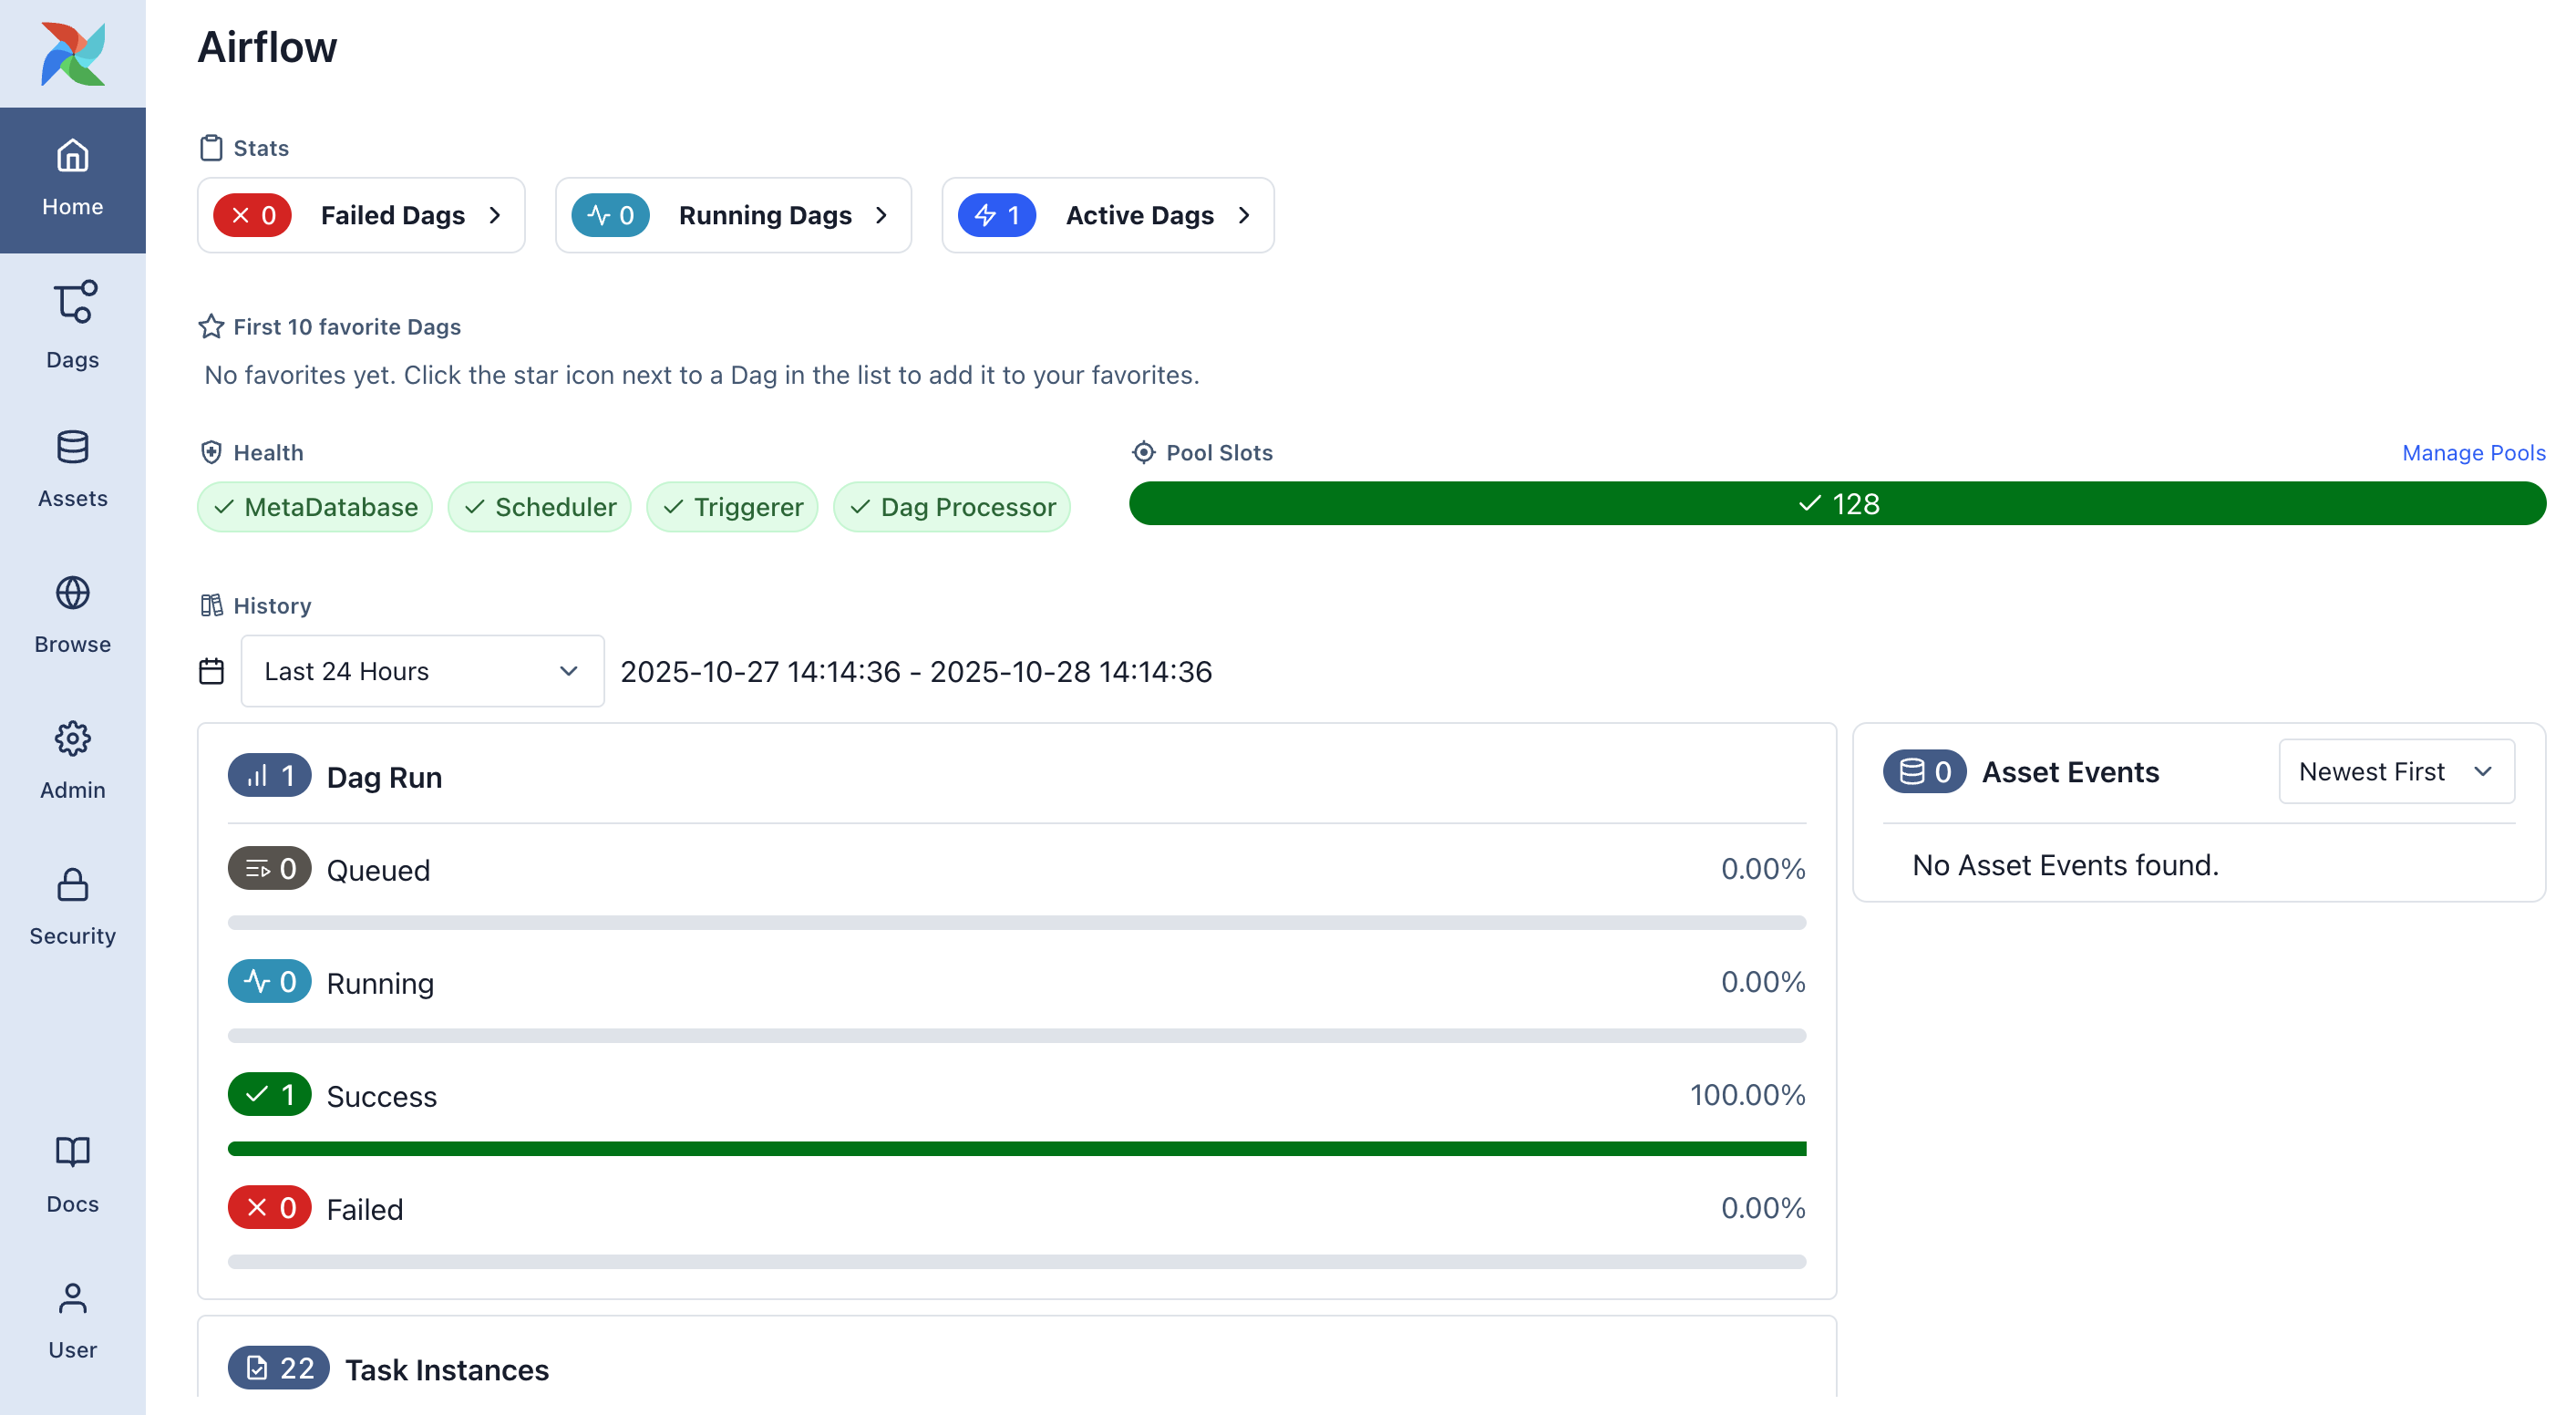 Airflow
Home
Dags
Assets
Browse
Admin
Security
Docs
User
Stats
0 Failed Dags
0 Running Dags
1 Active Dags
First 10 favorite Dags
No favorites yet. Click the star icon next to a Dag in the list to add it to your favorites.
Health
MetaDatabase
Scheduler
Triggerer
Dag Processor
Pool Slots
Manage Pools
128
History
Last 24 Hours
2025-10-27 14:14:36 - 2025-10-28 14:14:36
1 Dag Run
0 Queued 0.00%
0 Running 0.00%
1 Success 100.00%
0 Failed 0.00%
22 Task Instances
0 Asset Events
Newest First
No Asset Events found.